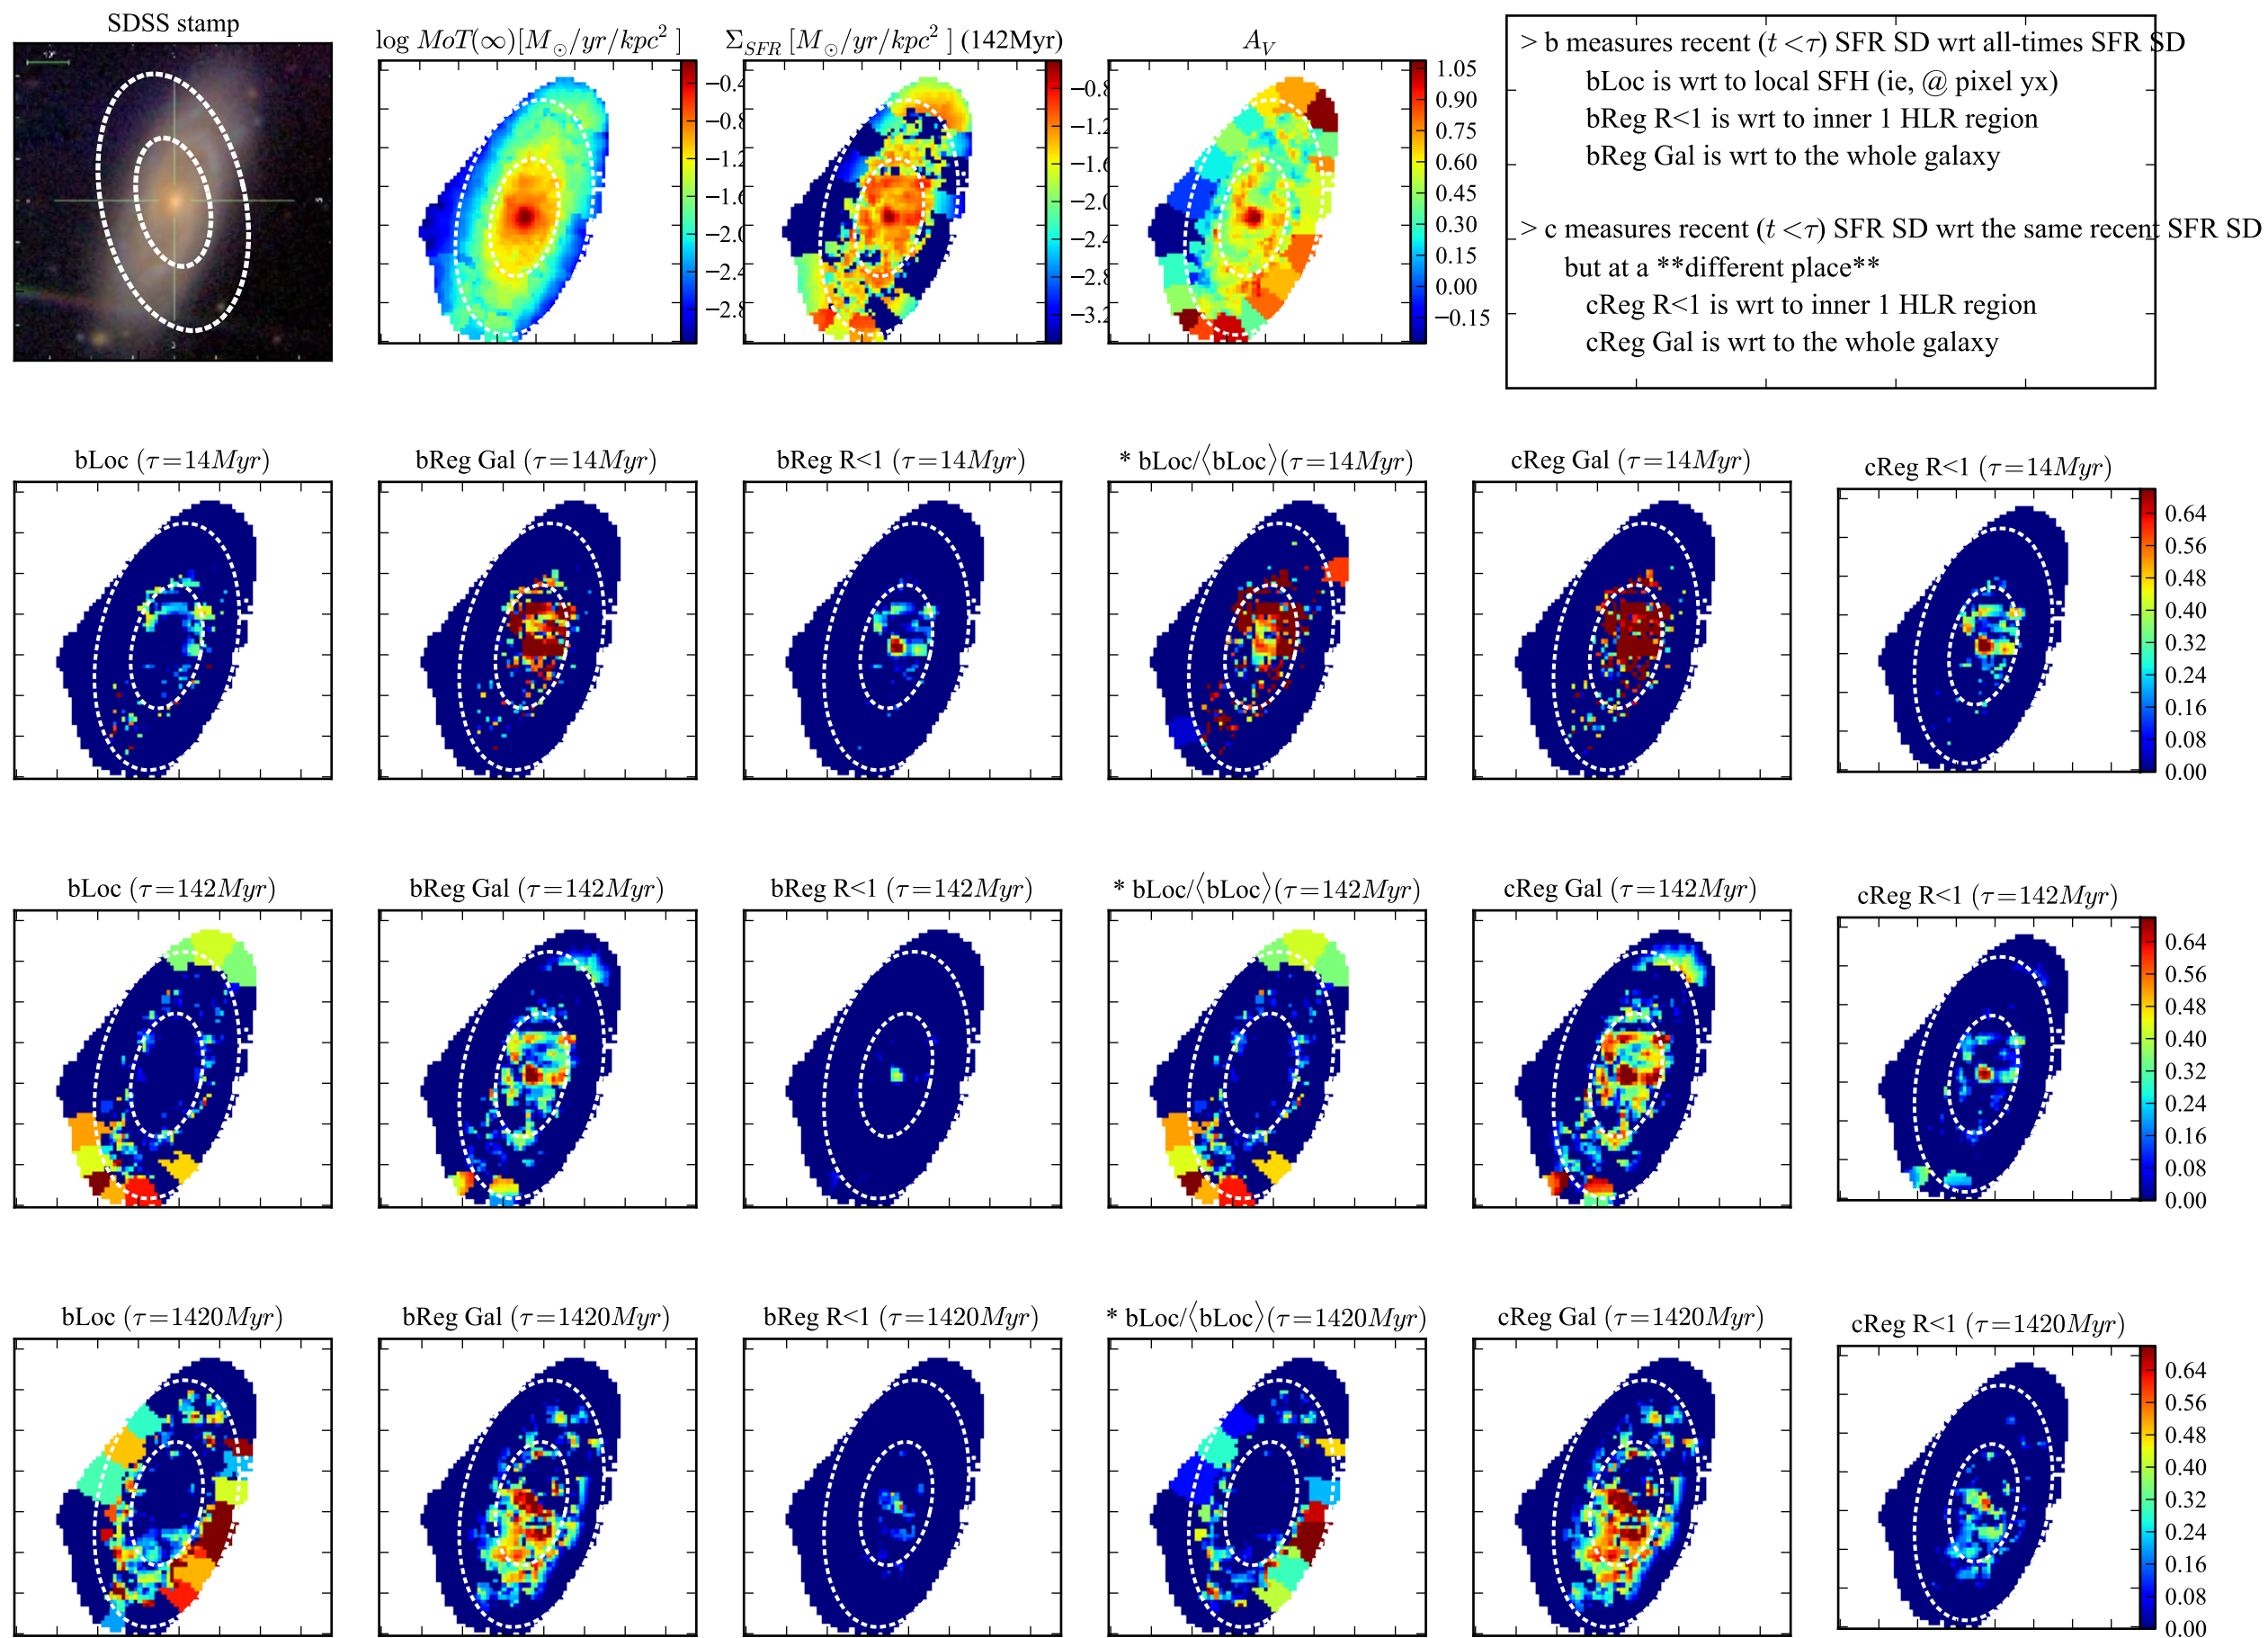 SDSS stamp
log MoT(∞)[M⊙/yr/kpc² ]
Σ_SFR [M⊙/yr/kpc² ] (142Myr)
A_V
−0.4
−0.8
−1.2
−1.6
−2.0
−2.4
−2.8
−0.8
−1.2
−1.6
−2.0
−2.4
−2.8
−3.2
1.05
0.90
0.75
0.60
0.45
0.30
0.15
0.00
−0.15
> b measures recent (t <τ) SFR SD wrt all-times SFR SD
bLoc is wrt to local SFH (ie, @ pixel yx)
bReg R<1 is wrt to inner 1 HLR region
bReg Gal is wrt to the whole galaxy
> c measures recent (t <τ) SFR SD wrt the same recent SFR SD
but at a **different place**
cReg R<1 is wrt to inner 1 HLR region
cReg Gal is wrt to the whole galaxy
bLoc (τ=14Myr)
bReg Gal (τ=14Myr)
bReg R<1 (τ=14Myr)
* bLoc/⟨bLoc⟩(τ=14Myr)
cReg Gal (τ=14Myr)
cReg R<1 (τ=14Myr)
0.64
0.56
0.48
0.40
0.32
0.24
0.16
0.08
0.00
bLoc (τ=142Myr)
bReg Gal (τ=142Myr)
bReg R<1 (τ=142Myr)
* bLoc/⟨bLoc⟩(τ=142Myr)
cReg Gal (τ=142Myr)
cReg R<1 (τ=142Myr)
0.64
0.56
0.48
0.40
0.32
0.24
0.16
0.08
0.00
bLoc (τ=1420Myr)
bReg Gal (τ=1420Myr)
bReg R<1 (τ=1420Myr)
* bLoc/⟨bLoc⟩(τ=1420Myr)
cReg Gal (τ=1420Myr)
cReg R<1 (τ=1420Myr)
0.64
0.56
0.48
0.40
0.32
0.24
0.16
0.08
0.00